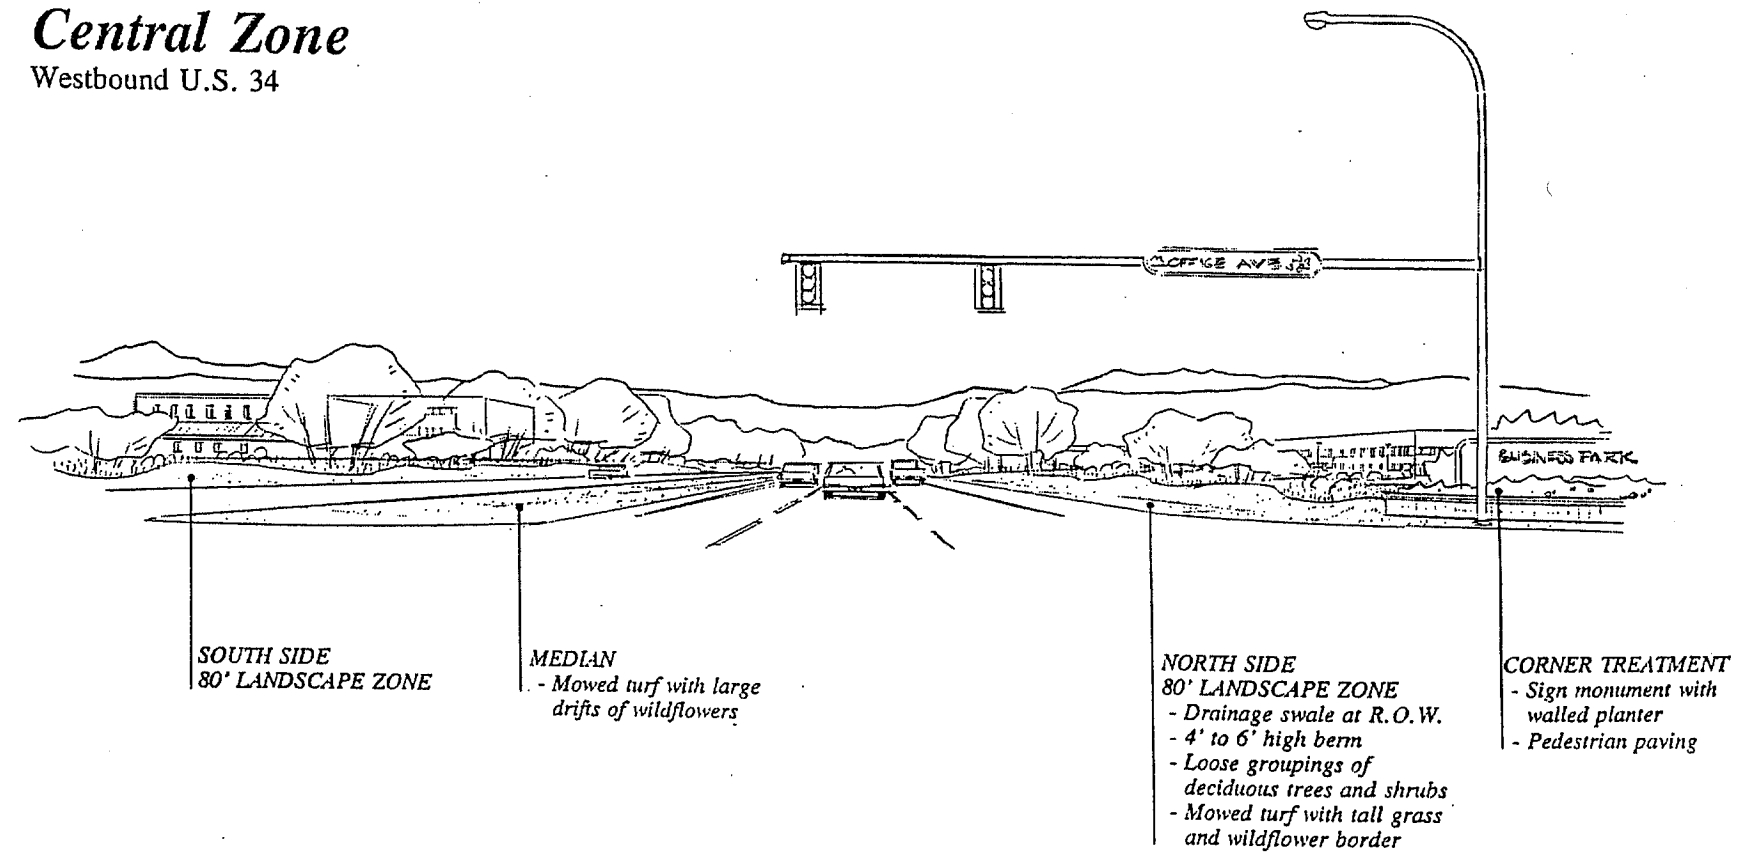 Central Zone
Westbound U.S. 34
OFFICE AVE
BUSINESS PARK
SOUTH SIDE
80' LANDSCAPE ZONE
MEDIAN
- Mowed turf with large
drifts of wildflowers
NORTH SIDE
80' LANDSCAPE ZONE
- Drainage swale at R.O.W.
- 4' to 6' high berm
- Loose groupings of
deciduous trees and shrubs
- Mowed turf with tall grass
and wildflower border
CORNER TREATMENT
- Sign monument with
walled planter
- Pedestrian paving